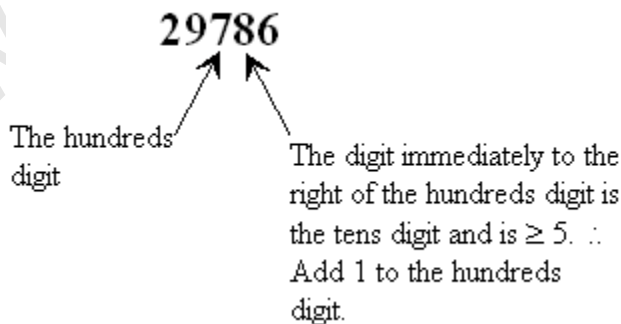 29786
The hundreds
digit
The digit immediately to the
right of the hundreds digit is
the tens digit and is ≥ 5. ∴
Add 1 to the hundreds
digit.